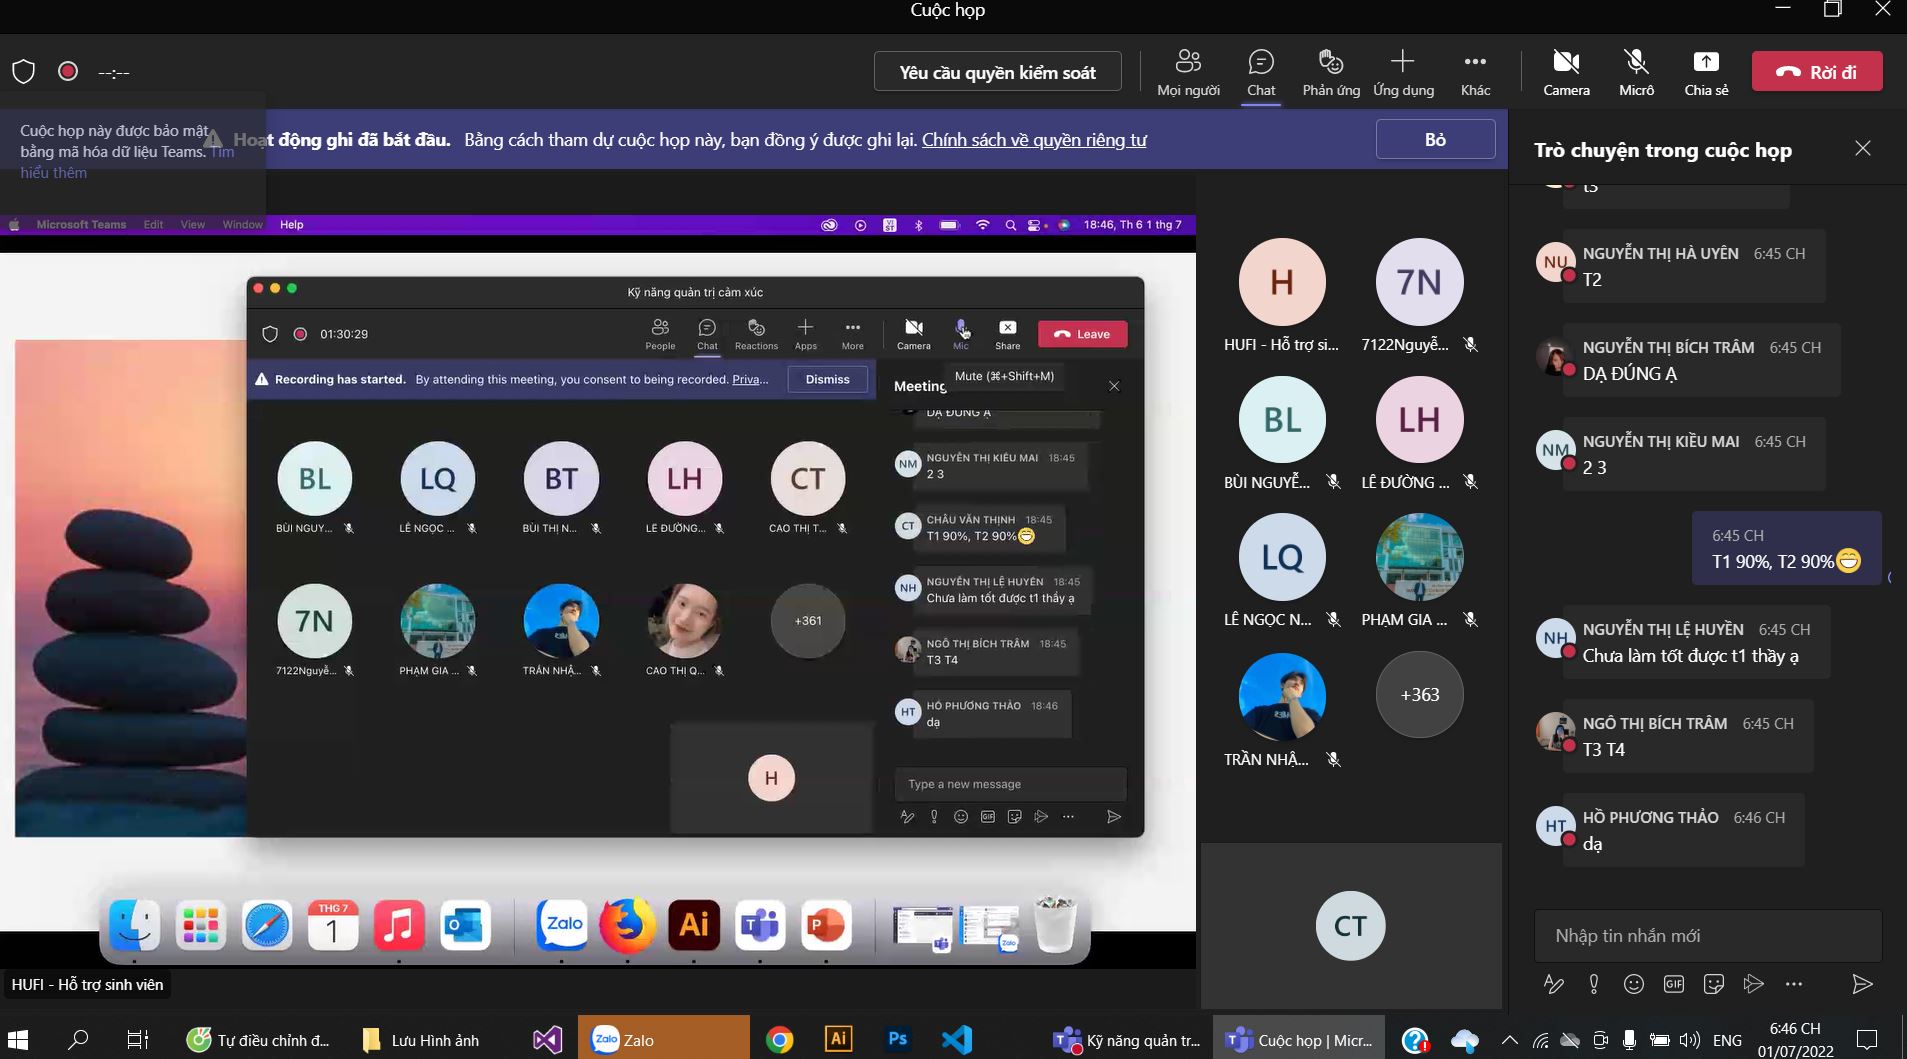 Cuộc họp
--:--
Yêu cầu quyền kiểm soát
Mọi người
Chat
Phản ứng
Ứng dụng
Khác
Camera
Micrô
Chia sẻ
Rời đi
Cuộc họp này được bảo mật
bằng mã hóa dữ liệu Teams. Tìm
hiểu thêm
Hoạt động ghi đã bắt đầu. Bằng cách tham dự cuộc họp này, bạn đồng ý được ghi lại. Chính sách về quyền riêng tư
Bỏ
Microsoft Teams Edit View Window Help
VI
ST
18:46, Th 6 1 thg 7
Kỹ năng quản trị cảm xúc
01:30:29
People
Chat
Reactions
Apps
More
Camera
Mic
Share
Leave
Recording has started. By attending this meeting, you consent to being recorded. Priva...
Dismiss
Meeting
Mute (⌘+Shift+M)
BL
BÙI NGUY...
LQ
LÊ NGỌC ...
BT
BÙI THỊ N...
LH
LÊ ĐƯỜNG...
CT
CAO THỊ T...
7N
7122Nguyễ...
PHẠM GIA ...
TRẦN NHẬ...
CAO THỊ Q...
+361
H
DẠ ĐÚNG Ạ
NM
NGUYỄN THỊ KIỀU MAI 18:45
2 3
CT
CHÂU VĂN THỊNH 18:45
T1 90%, T2 90%😁
NH
NGUYỄN THỊ LỆ HUYỀN 18:45
Chưa làm tốt được t1 thầy ạ
NGÔ THỊ BÍCH TRÂM 18:45
T3 T4
HT
HỒ PHƯƠNG THẢO 18:46
dạ
Type a new message
GIF
THG 7
1
Zalo
Ai
HUFI - Hỗ trợ sinh viên
H
HUFI - Hỗ trợ si...
7N
7122Nguyễ...
BL
BÙI NGUYỄ...
LH
LÊ ĐƯỜNG ...
LQ
LÊ NGỌC N...
PHẠM GIA ...
TRẦN NHẬ...
+363
CT
Trò chuyện trong cuộc họp
t3
NU
NGUYỄN THỊ HÀ UYÊN 6:45 CH
T2
NGUYỄN THỊ BÍCH TRÂM 6:45 CH
DẠ ĐÚNG Ạ
NM
NGUYỄN THỊ KIỀU MAI 6:45 CH
2 3
6:45 CH
T1 90%, T2 90%😁
NH
NGUYỄN THỊ LỆ HUYỀN 6:45 CH
Chưa làm tốt được t1 thầy ạ
NGÔ THỊ BÍCH TRÂM 6:45 CH
T3 T4
HT
HỒ PHƯƠNG THẢO 6:46 CH
dạ
Nhập tin nhắn mới
GIF
Tự điều chỉnh đ...
Lưu Hình ảnh
Zalo
Zalo
Ai
Ps
Kỹ năng quản tr...
Cuộc họp | Micr...
ENG
6:46 CH
01/07/2022